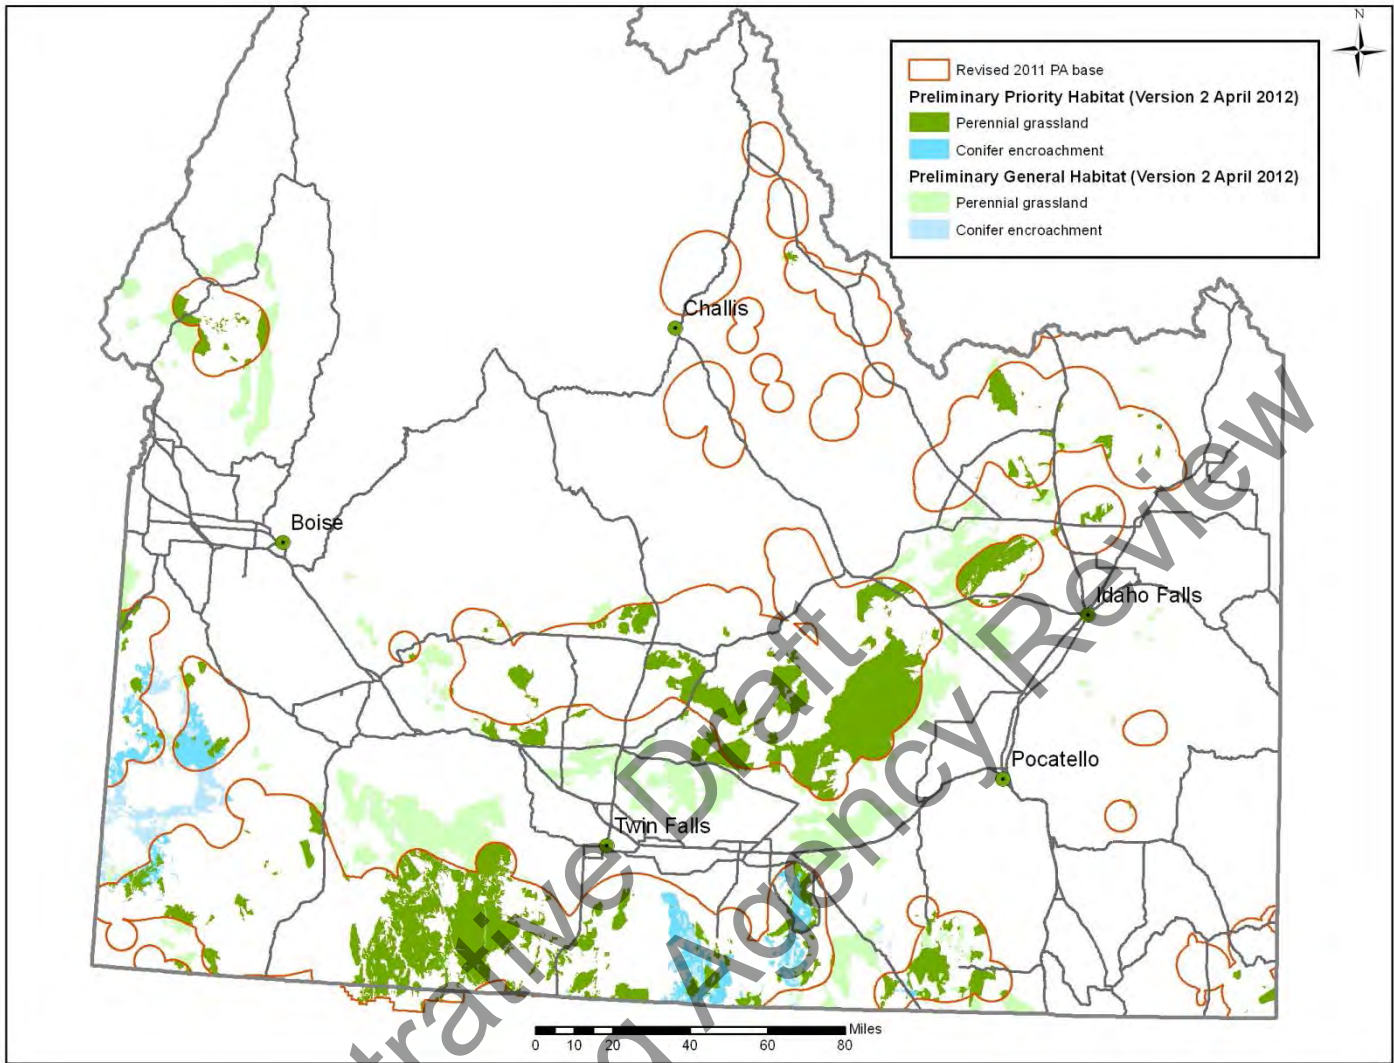 N
Revised 2011 PA base
Preliminary Priority Habitat (Version 2 April 2012)
Perennial grassland
Conifer encroachment
Preliminary General Habitat (Version 2 April 2012)
Perennial grassland
Conifer encroachment
Challis
Boise
Idaho Falls
Pocatello
Twin Falls
Miles
0 10 20 40 60 80
trative Draft
g Agency Review